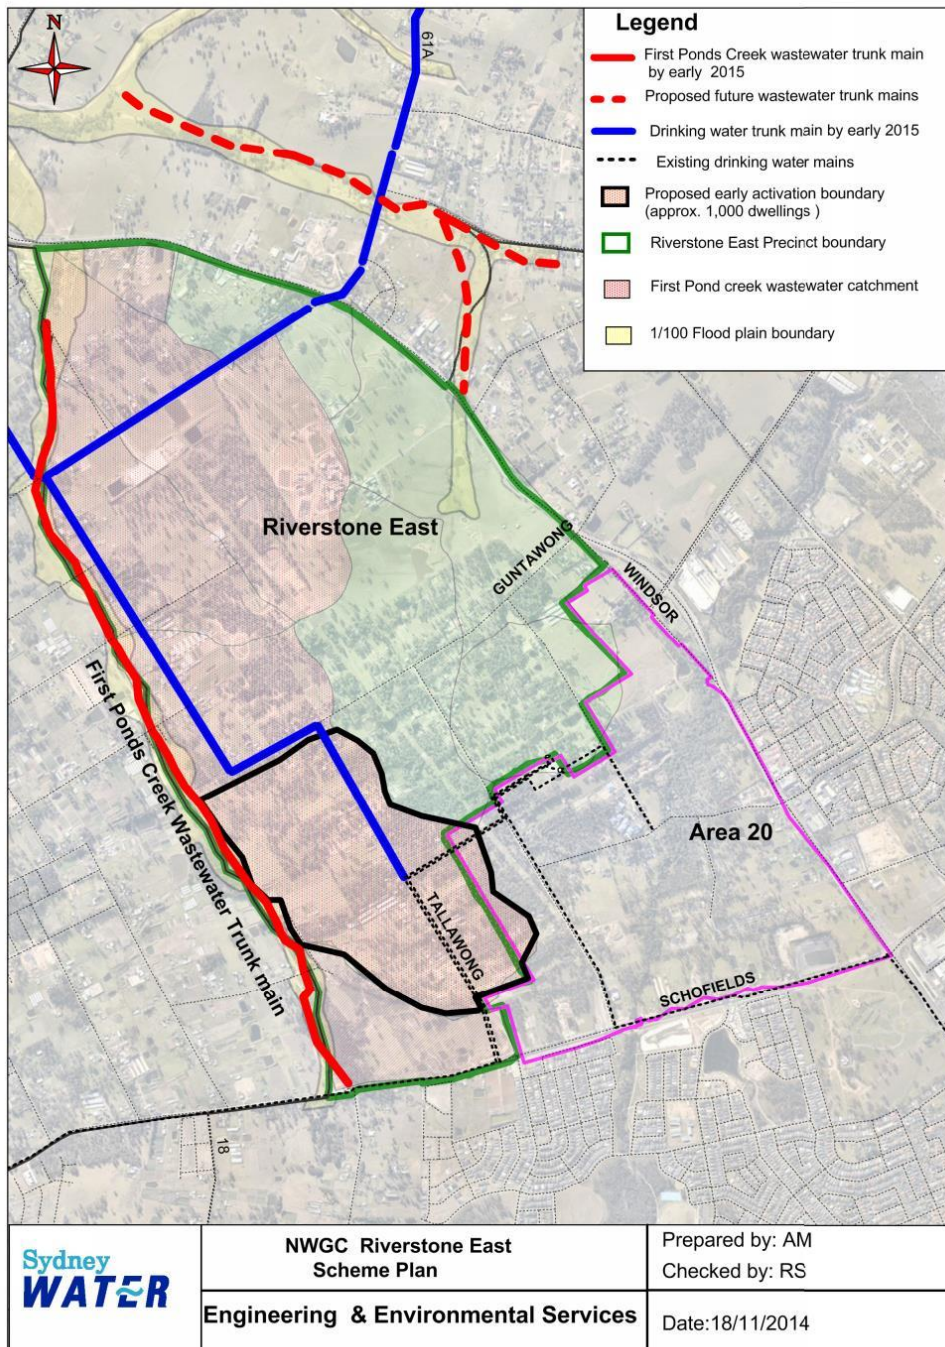 N
61A
Legend
First Ponds Creek wastewater trunk main
by early 2015
Proposed future wastewater trunk mains
Drinking water trunk main by early 2015
Existing drinking water mains
Proposed early activation boundary
(approx. 1,000 dwellings )
Riverstone East Precinct boundary
First Pond creek wastewater catchment
1/100 Flood plain boundary
Riverstone East
GUNTAWONG
WINDSOR
First Ponds Creek Wastewater Trunk main
Area 20
TALLAWONG
SCHOFIELDS
18
Sydney
WATER
NWGC Riverstone East
Scheme Plan
Engineering & Environmental Services
Prepared by: AM
Checked by: RS
Date:18/11/2014